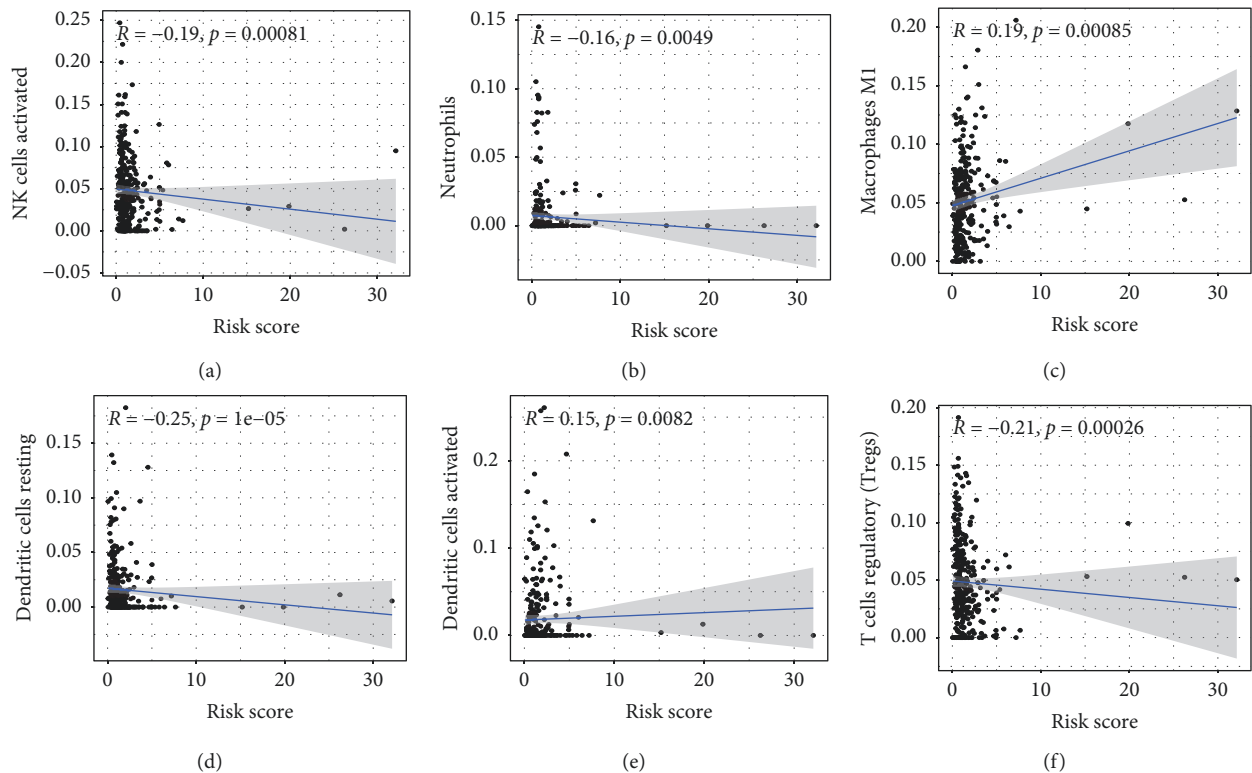 R = −0.19, p = 0.00081
0.25
0.20
0.15
0.10
0.05
0.00
−0.05
NK cells activated
0 10 20 30
Risk score
(a)
R = −0.16, p = 0.0049
0.15
0.10
0.05
0.00
Neutrophils
0 10 20 30
Risk score
(b)
R = 0.19, p = 0.00085
0.20
0.15
0.10
0.05
0.00
Macrophages M1
0 10 20 30
Risk score
(c)
R = −0.25, p = 1e−05
0.15
0.10
0.05
0.00
Dendritic cells resting
0 10 20 30
Risk score
(d)
R = 0.15, p = 0.0082
0.2
0.1
0.0
Dendritic cells activated
0 10 20 30
Risk score
(e)
R = −0.21, p = 0.00026
0.20
0.15
0.10
0.05
0.00
T cells regulatory (Tregs)
0 10 20 30
Risk score
(f)